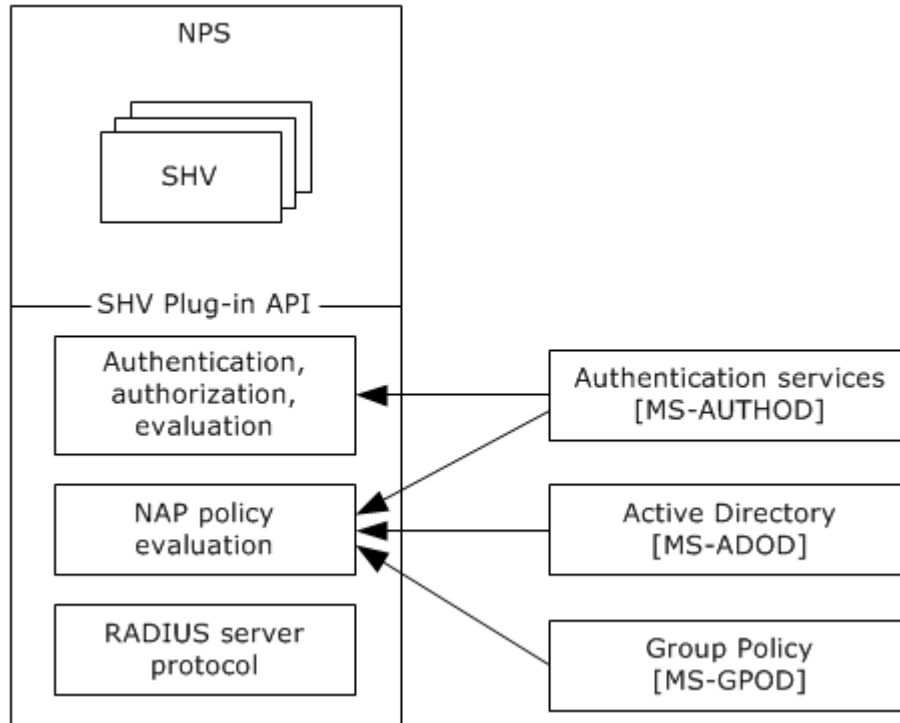 NPS
SHV
SHV Plug-in API
Authentication,
authorization,
evaluation
NAP policy
evaluation
RADIUS server
protocol
Authentication services
[MS-AUTHOD]
Active Directory
[MS-ADOD]
Group Policy
[MS-GPOD]